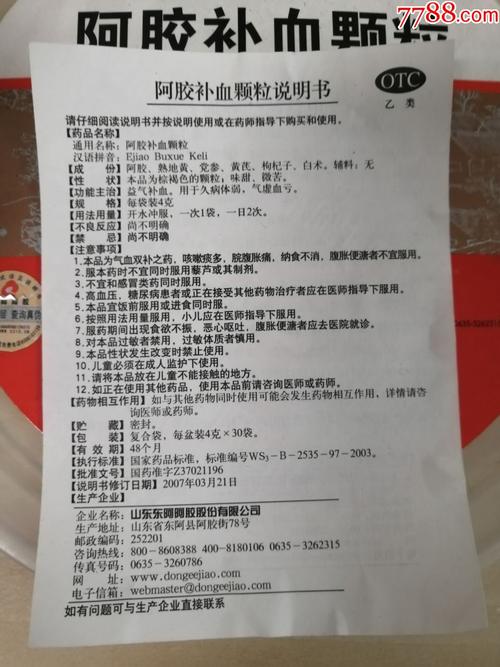 阿胶补血颗粒
7788.com
阿胶补血颗粒说明书
OTC
乙类
请仔细阅读说明书并按说明使用或在药师指导下购买和使用。
【药品名称】
通用名称：阿胶补血颗粒
汉语拼音：Ejiao Buxue Keli
【成 份】阿胶、熟地黄、党参、黄芪、枸杞子、白术。辅料：无
【性 状】本品为棕褐色的颗粒；味甜、微苦。
【功能主治】益气补血。用于久病体弱，气虚血亏。
【规 格】每袋装4克
【用法用量】开水冲服，一次1袋，一日2次。
【不良反应】尚不明确
【禁 忌】尚不明确
【注意事项】
1.本品为气血双补之药，咳嗽痰多，脘腹胀痛，纳食不消，腹胀便溏者不宜服用。
2.服本药时不宜同时服用藜芦或其制剂。
3.不宜和感冒类药同时服用。
4.高血压，糖尿病患者或正在接受其他药物治疗者应在医师指导下服用。
5.本品宜饭前服用或进食同时服。
6.按照用法用量服用，小儿应在医师指导下服用。
7.服药期间出现食欲不振，恶心呕吐，腹胀便溏者应去医院就诊。
8.对本品过敏者禁用，过敏体质者慎用。
9.本品性状发生改变时禁止使用。
10.儿童必须在成人监护下使用。
11.请将本品放在儿童不能接触的地方。
12.如正在使用其他药品，使用本品前请咨询医师或药师。
【药物相互作用】如与其他药物同时使用可能会发生药物相互作用，详情请咨
询医师或药师。
【贮 藏】密封。
【包 装】复合袋，每盆装4克×30袋。
【有 效 期】48个月
【执行标准】国家药品标准，标准编号WS₃-B-2535-97-2003。
【批准文号】国药准字Z37021196
【说明书修订日期】2007年03月21日
【生产企业】
企业名称：山东东阿阿胶股份有限公司
生产地址：山东省东阿县阿胶街78号
邮政编码：252201
咨询热线：800-8608388 400-8180106 0635-3262315
传真号码：0635-3260786
网 址：www.dongeejiao.com
电子信箱：webmaster@dongeejiao.com
如有问题可与生产企业直接联系